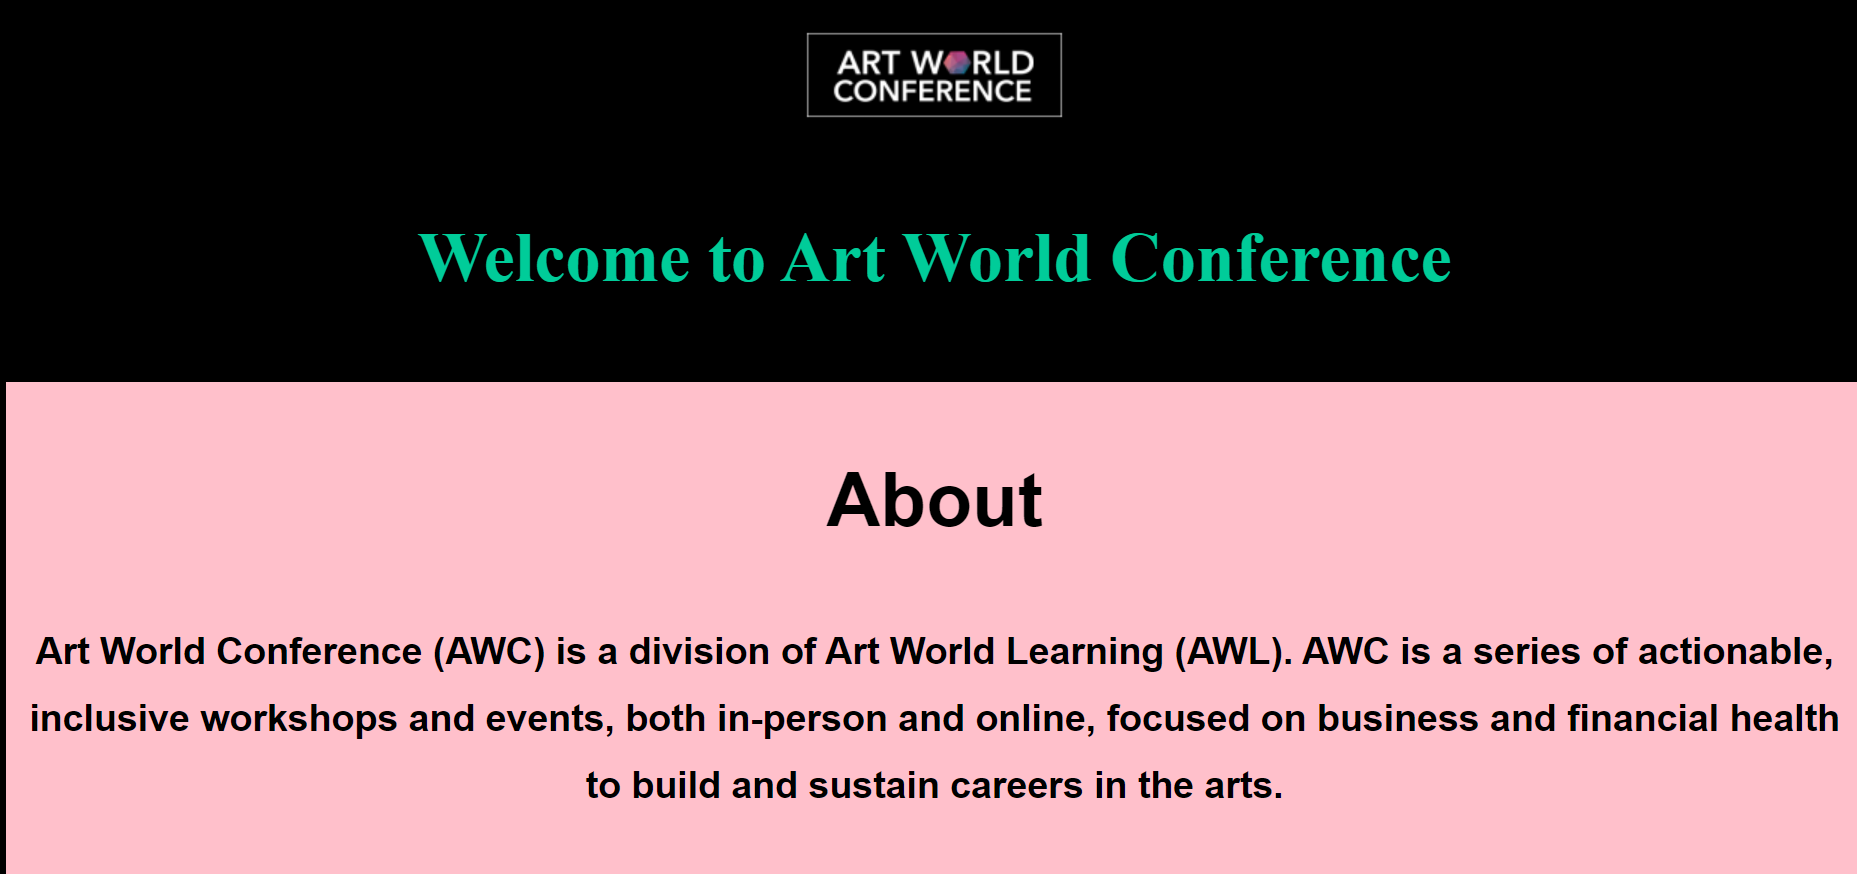 ART WORLD
CONFERENCE
Welcome to Art World Conference
About
Art World Conference (AWC) is a division of Art World Learning (AWL). AWC is a series of actionable,
inclusive workshops and events, both in-person and online, focused on business and financial health
to build and sustain careers in the arts.